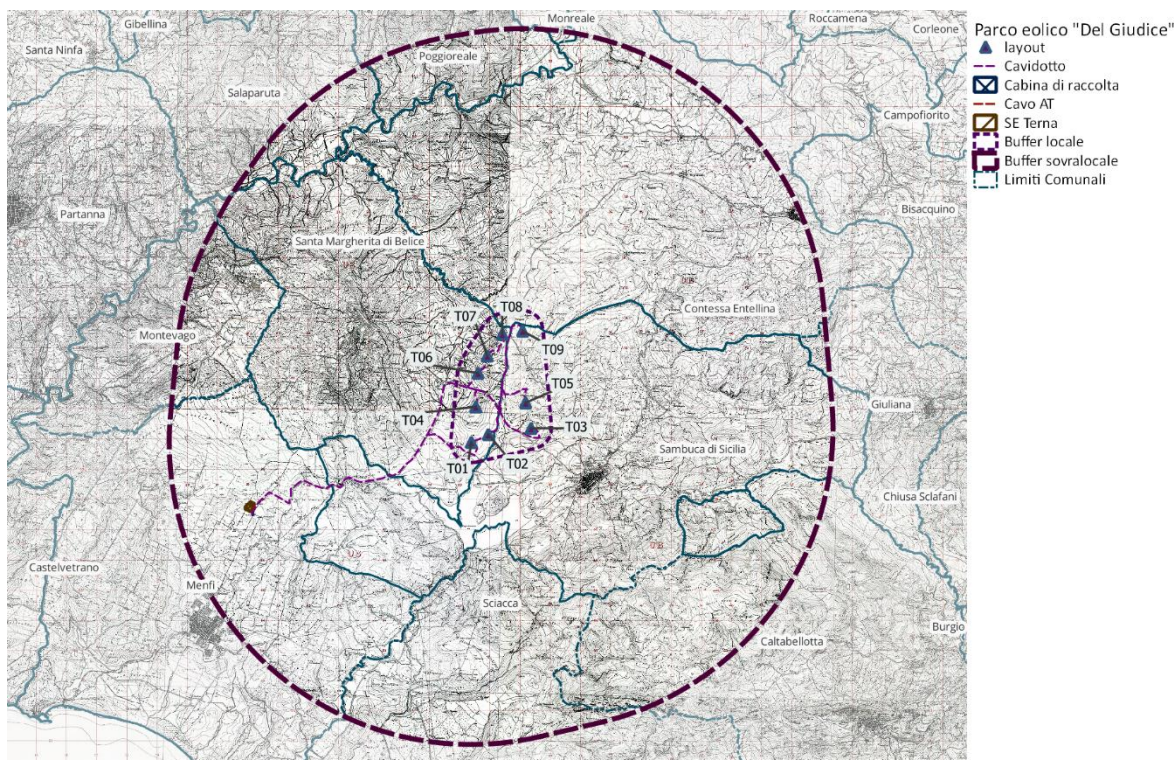 Parco eolico "Del Giudice"
layout
Cavidotto
Cabina di raccolta
Cavo AT
SE Terna
Buffer locale
Buffer sovralocale
Limiti Comunali
Gibellina
Monreale
Roccamena
Corleone
Santa Ninfa
Poggioreale
Salaparuta
Campofiorito
Partanna
Bisacquino
Santa Margherita di Belice
Contessa Entellina
Montevago
T08
T07
T09
T06
T05
Giuliana
T04
T03
Sambuca di Sicilia
T01
T02
Chiusa Sclafani
Castelvetrano
Menfi
Sciacca
Caltabellotta
Burgio